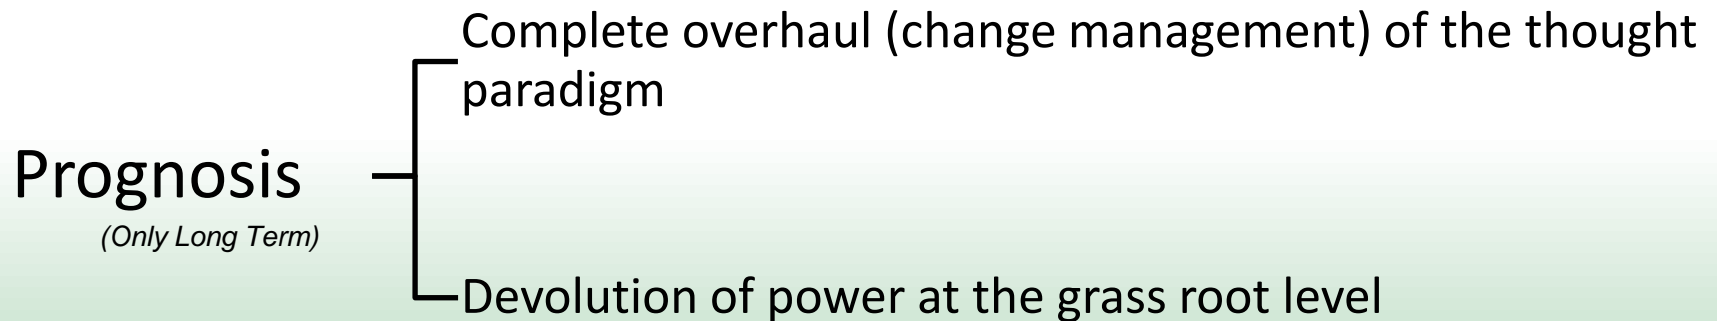 Complete overhaul (change management) of the thought
paradigm
Prognosis
(Only Long Term)
Devolution of power at the grass root level